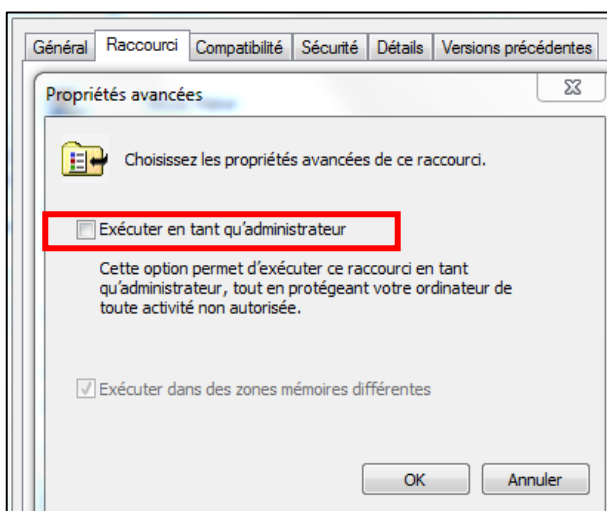 Général Raccourci Compatibilité Sécurité Détails Versions précédentes
Propriétés avancées
Choisissez les propriétés avancées de ce raccourci.
Exécuter en tant qu'administrateur
Cette option permet d'exécuter ce raccourci en tant
qu'administrateur, tout en protégeant votre ordinateur de
toute activité non autorisée.
Exécuter dans des zones mémoires différentes
OK Annuler